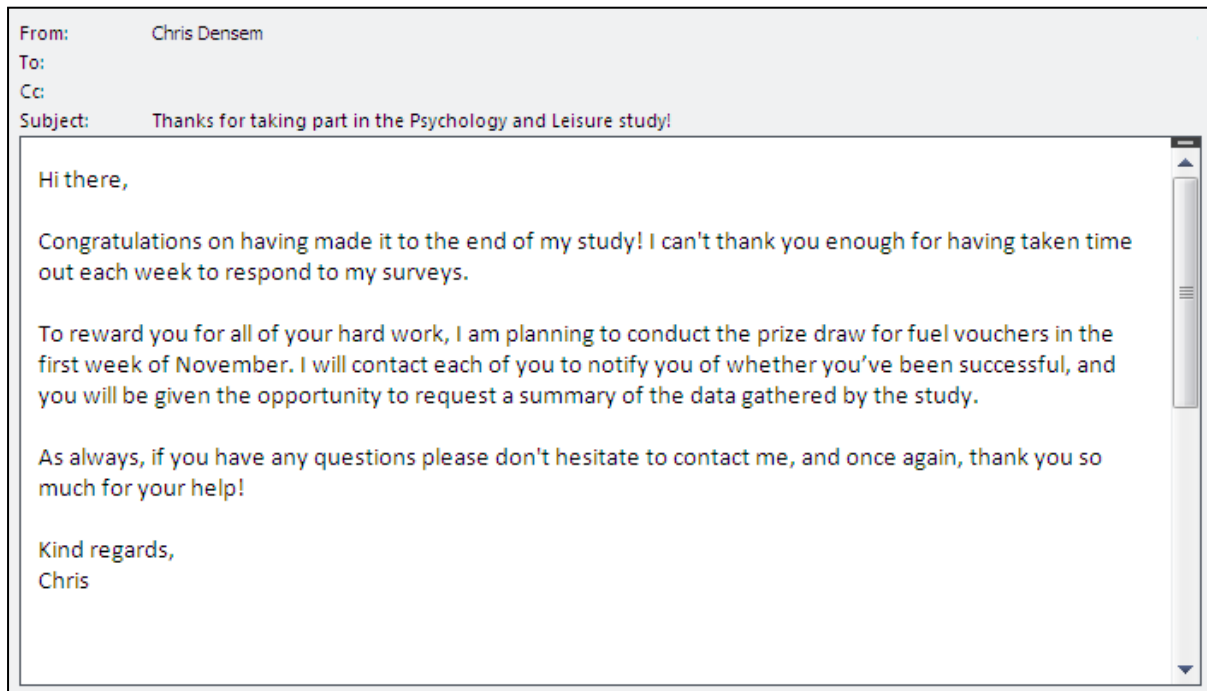 From: Chris Densem
To:
Cc:
Subject: Thanks for taking part in the Psychology and Leisure study!
Hi there,
Congratulations on having made it to the end of my study! I can't thank you enough for having taken time
out each week to respond to my surveys.
To reward you for all of your hard work, I am planning to conduct the prize draw for fuel vouchers in the
first week of November. I will contact each of you to notify you of whether you’ve been successful, and
you will be given the opportunity to request a summary of the data gathered by the study.
As always, if you have any questions please don't hesitate to contact me, and once again, thank you so
much for your help!
Kind regards,
Chris